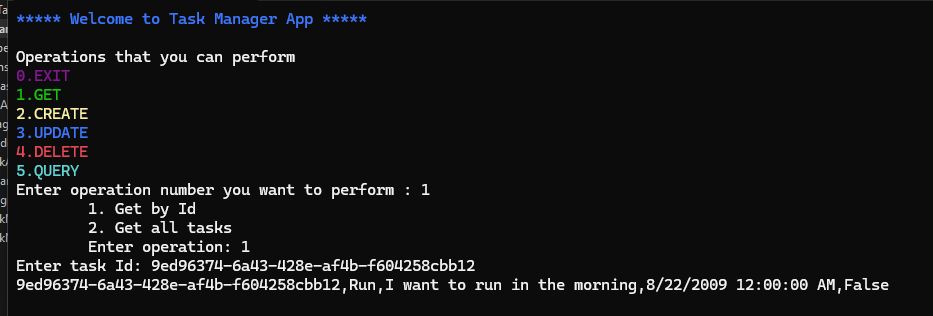 ***** Welcome to Task Manager App *****
Operations that you can perform
0.EXIT
1.GET
2.CREATE
3.UPDATE
4.DELETE
5.QUERY
Enter operation number you want to perform : 1
1. Get by Id
2. Get all tasks
Enter operation: 1
Enter task Id: 9ed96374-6a43-428e-af4b-f604258cbb12
9ed96374-6a43-428e-af4b-f604258cbb12,Run,I want to run in the morning,8/22/2009 12:00:00 AM,False